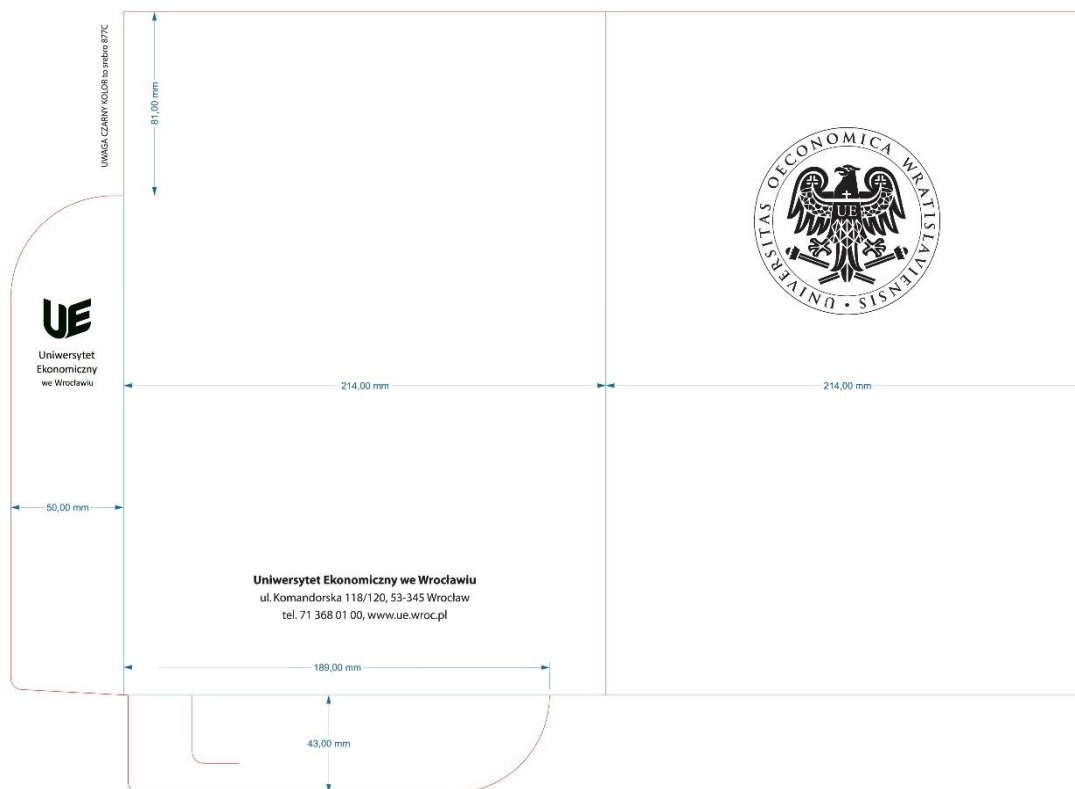 UWAGA CZARNY KOLOR to srebro 877C
81,00 mm
UNIVERSITAS OECONOMICA WRATISLAVIENSIS
UE
UE
Uniwersytet
Ekonomiczny
we Wrocławiu
214,00 mm
214,00 mm
50,00 mm
Uniwersytet Ekonomiczny we Wrocławiu
ul. Komandorska 118/120, 53-345 Wrocław
tel. 71 368 01 00, www.ue.wroc.pl
189,00 mm
43,00 mm